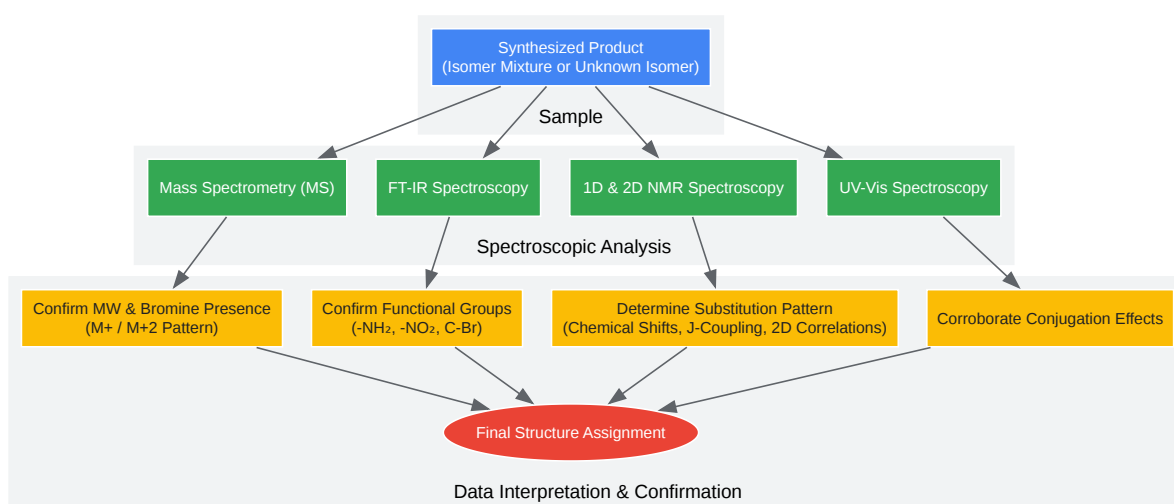 Synthesized Product
(Isomer Mixture or Unknown Isomer)
Sample
Mass Spectrometry (MS)
FT-IR Spectroscopy
1D & 2D NMR Spectroscopy
UV-Vis Spectroscopy
Spectroscopic Analysis
Confirm MW & Bromine Presence
(M+ / M+2 Pattern)
Confirm Functional Groups
(-NH₂, -NO₂, C-Br)
Determine Substitution Pattern
(Chemical Shifts, J-Coupling, 2D Correlations)
Corroborate Conjugation Effects
Final Structure Assignment
Data Interpretation & Confirmation